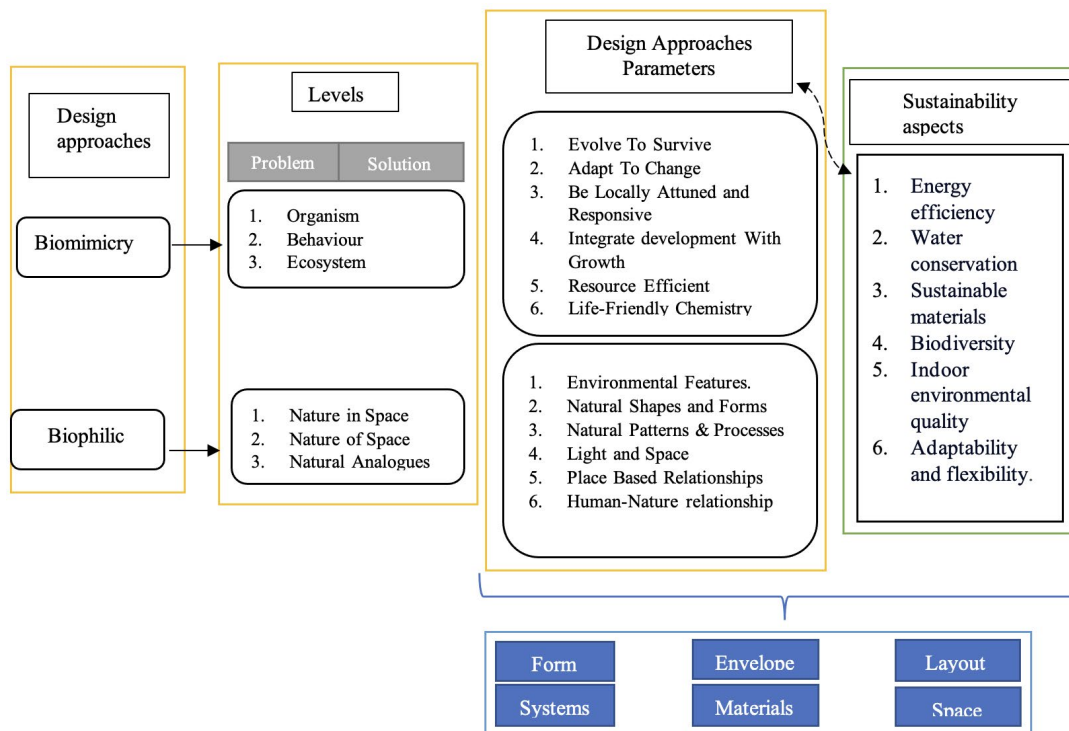 Design
approaches
Biomimicry
Biophilic
Levels
Problem
Solution
1. Organism
2. Behaviour
3. Ecosystem
1. Nature in Space
2. Nature of Space
3. Natural Analogues
Design Approaches
Parameters
1. Evolve To Survive
2. Adapt To Change
3. Be Locally Attuned and
Responsive
4. Integrate development With
Growth
5. Resource Efficient
6. Life-Friendly Chemistry
1. Environmental Features.
2. Natural Shapes and Forms
3. Natural Patterns & Processes
4. Light and Space
5. Place Based Relationships
6. Human-Nature relationship
Sustainability
aspects
1. Energy
efficiency
2. Water
conservation
3. Sustainable
materials
4. Biodiversity
5. Indoor
environmental
quality
6. Adaptability
and flexibility.
Form
Envelope
Layout
Systems
Materials
Space